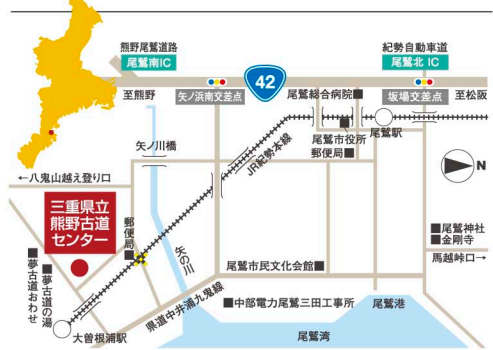 熊野尾鷲道路
尾鷲南IC
42
紀勢自動車道
尾鷲北 IC
至熊野
矢ノ浜南交差点
尾鷲総合病院■
坂場交差点
至松阪
尾鷲駅
■
尾鷲市役所
郵便局■
矢ノ川橋
JR紀勢本線
N
←八鬼山越え登り口
三重県立
熊野古道
センター
郵便局■
矢の川
■尾鷲神社
■金剛寺
馬越峠口→
■夢古道の湯
■夢古道おわせ
尾鷲市民文化会館■
県道中井浦九鬼線
■中部電力尾鷲三田工事所
尾鷲港
大曽根浦駅
尾鷲湾